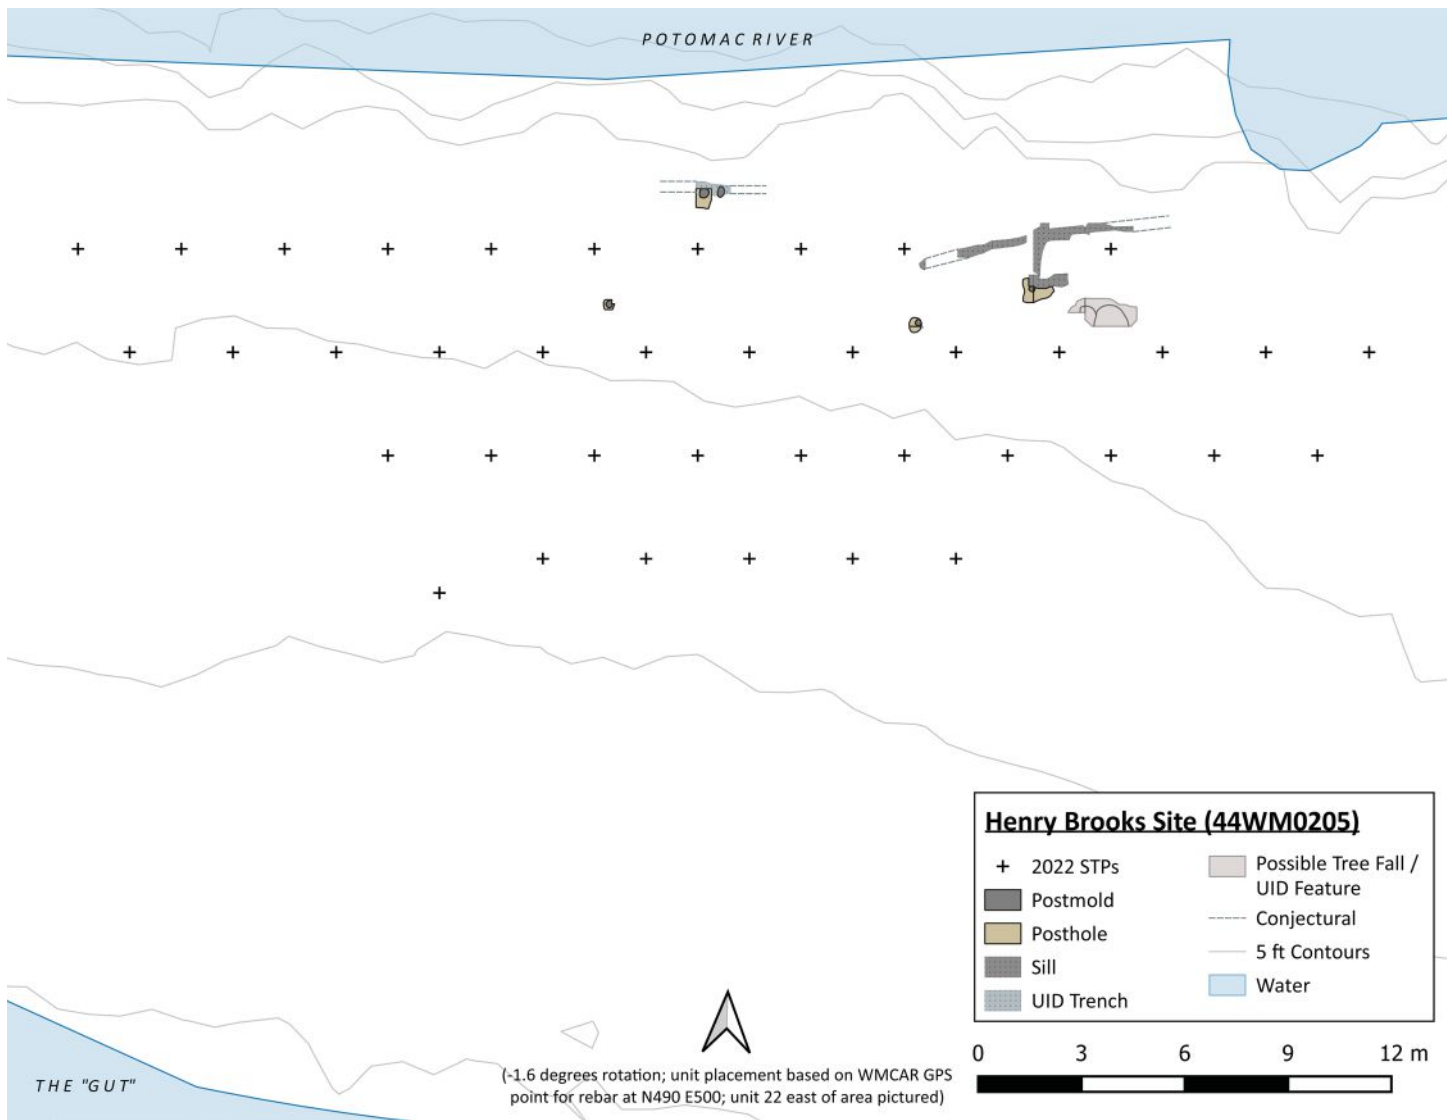 POTOMAC RIVER
Henry Brooks Site (44WM0205)
2022 STPs
Postmold
Posthole
Sill
UID Trench
Possible Tree Fall /
UID Feature
Conjectural
5 ft Contours
Water
0 3 6 9 12 m
(-1.6 degrees rotation; unit placement based on WMCAR GPS
point for rebar at N490 E500; unit 22 east of area pictured)
THE "GUT"